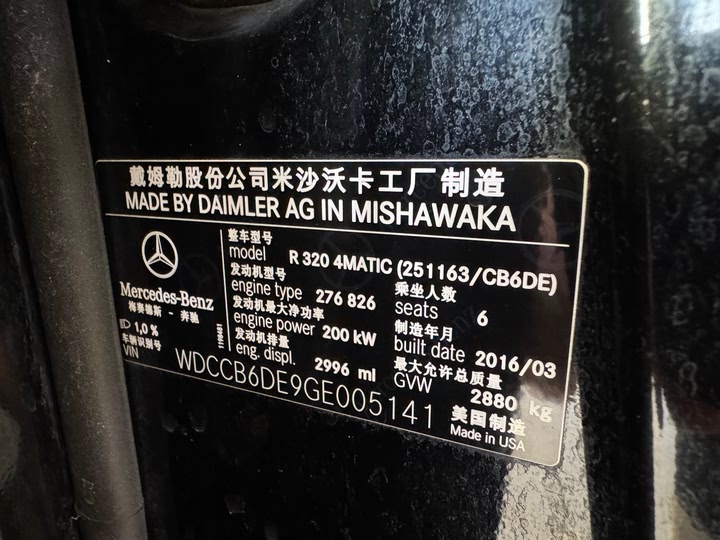 戴姆勒股份公司米沙沃卡工厂制造
MADE BY DAIMLER AG IN MISHAWAKA
Mercedes-Benz
梅赛德斯 - 奔驰
整车型号
model R 320 4MATIC (251163/CB6DE)
发动机型号 乘坐人数
engine type 276 826 seats 6
发动机最大净功率 制造年月
engine power 200 kW built date 2016/03
发动机排量 最大允许总质量
eng. displ. 2996 ml GVW 2880 kg
ED 1,0 %
车辆识别号
VIN WDCCB6DE9GE005141
美国制造
Made in USA